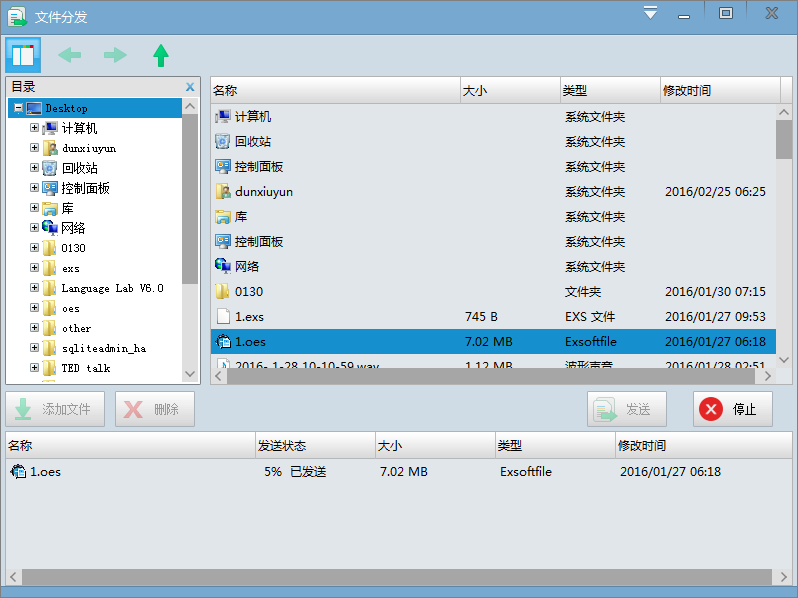 文件分发
目录
Desktop
计算机
dunxiuyun
回收站
控制面板
库
网络
0130
exs
Language Lab V6.0
oes
other
sqliteadmin_ha
TED talk
名称 大小 类型 修改时间
计算机 系统文件夹
回收站 系统文件夹
控制面板 系统文件夹
dunxiuyun 系统文件夹 2016/02/25 06:25
库 系统文件夹
控制面板 系统文件夹
网络 系统文件夹
0130 文件夹 2016/01/30 07:15
1.exs 745 B EXS 文件 2016/01/27 09:53
1.oes 7.02 MB Exsoftfile 2016/01/27 06:18
2016- 1-28 10-10-59.wav 1.12 MB 波形声音 2016/01/28 02:51
添加文件 删除 发送 停止
名称 发送状态 大小 类型 修改时间
1.oes 5% 已发送 7.02 MB Exsoftfile 2016/01/27 06:18